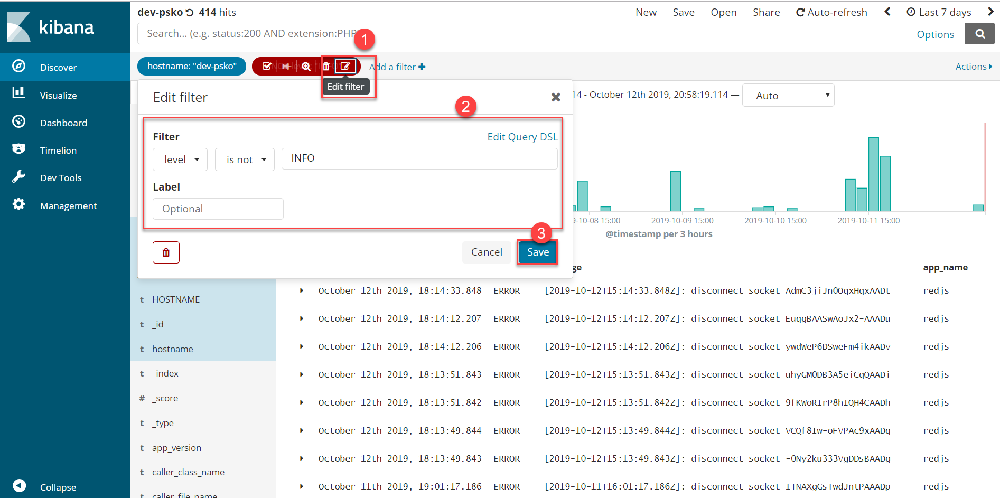 kibana
Discover
Visualize
Dashboard
Timelion
Dev Tools
Management
Collapse
dev-psko 414 hits
New Save Open Share Auto-refresh Last 7 days
Search... (e.g. status:200 AND extension:PHP
Options
1
hostname: "dev-psko"
Add a filter
Actions
Edit filter
Edit filter
14 - October 12th 2019, 20:58:19.114 —
Auto
2
Filter
Edit Query DSL
level is not INFO
Label
Optional
3
Cancel Save
9-10-08 15:00 2019-10-09 15:00 2019-10-10 15:00 2019-10-11 15:00
@timestamp per 3 hours
ge app_name
t HOSTNAME
t _id
t hostname
t _index
# _score
t _type
t app_version
t caller_class_name
t caller_file_name
October 12th 2019, 18:14:33.848 ERROR [2019-10-12T15:14:33.848Z]: disconnect socket AdmC3jiJnOOqxHqxAADt redjs
October 12th 2019, 18:14:12.207 ERROR [2019-10-12T15:14:12.207Z]: disconnect socket EuqgBAASwAoJx2-AAADu redjs
October 12th 2019, 18:14:12.206 ERROR [2019-10-12T15:14:12.206Z]: disconnect socket ywdWeP6DSweFm4ikAADv redjs
October 12th 2019, 18:13:51.843 ERROR [2019-10-12T15:13:51.843Z]: disconnect socket uhyGM0DB3A5eiCqQAADi redjs
October 12th 2019, 18:13:51.842 ERROR [2019-10-12T15:13:51.842Z]: disconnect socket 9fKWoRIrP8hIQH4CAADh redjs
October 12th 2019, 18:13:49.844 ERROR [2019-10-12T15:13:49.844Z]: disconnect socket VCQf8Iw-oFVPAc9xAADq redjs
October 12th 2019, 18:13:49.843 ERROR [2019-10-12T15:13:49.843Z]: disconnect socket -ONy2ku333VgDDsBAADg redjs
October 11th 2019, 19:01:17.186 ERROR [2019-10-11T16:01:17.186Z]: disconnect socket ITNAXgGsTwdJntPAAADp redjs